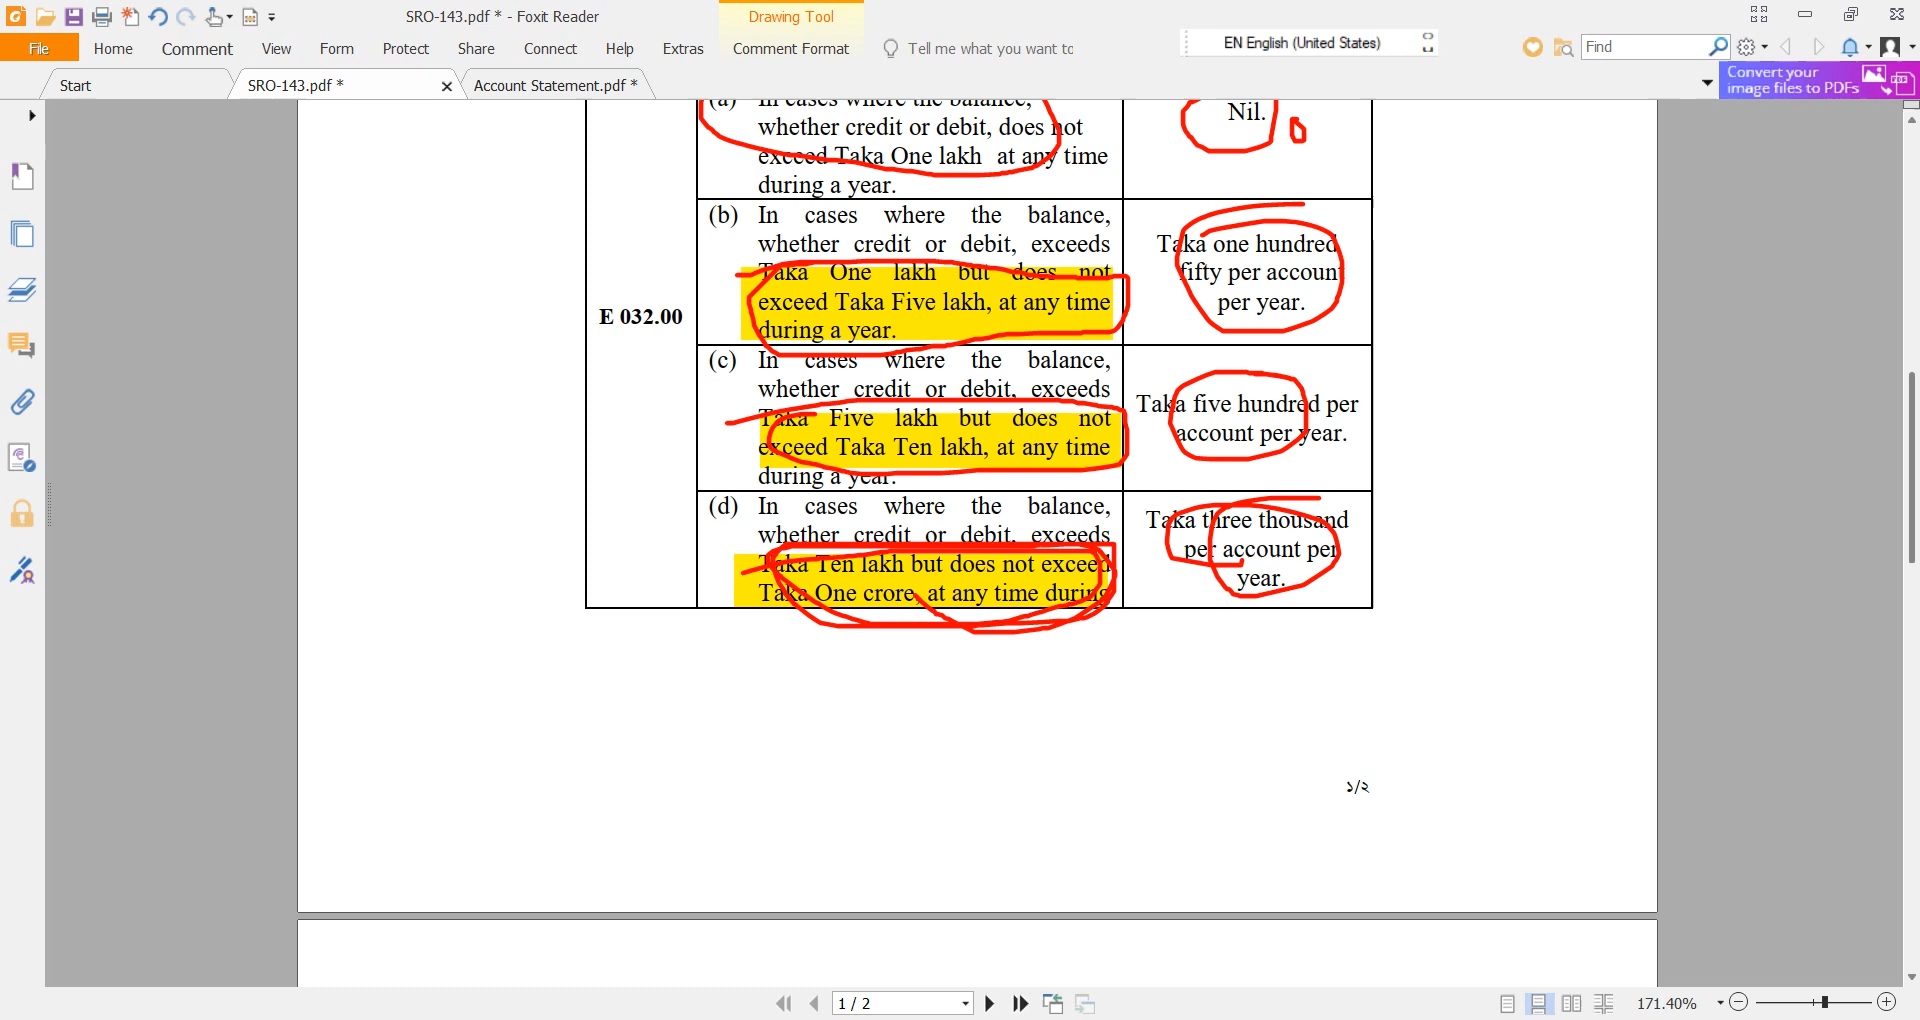 SRO-143.pdf * - Foxit Reader
Drawing Tool
File Home Comment View Form Protect Share Connect Help Extras Comment Format Tell me what you want to
EN English (United States)
Find
Start SRO-143.pdf * Account Statement.pdf *
Convert your
image files to PDFs
(a) In cases where the balance,
whether credit or debit, does not
exceed Taka One lakh at any time
during a year.
Nil.
E 032.00
(b) In cases where the balance,
whether credit or debit, exceeds
Taka One lakh but does not
exceed Taka Five lakh, at any time
during a year.
Taka one hundred
fifty per account
per year.
(c) In cases where the balance,
whether credit or debit, exceeds
Taka Five lakh but does not
exceed Taka Ten lakh, at any time
during a year.
Taka five hundred per
account per year.
(d) In cases where the balance,
whether credit or debit, exceeds
Taka Ten lakh but does not exceed
Taka One crore, at any time during
Taka three thousand
per account per
year.
১/২
1 / 2
171.40%